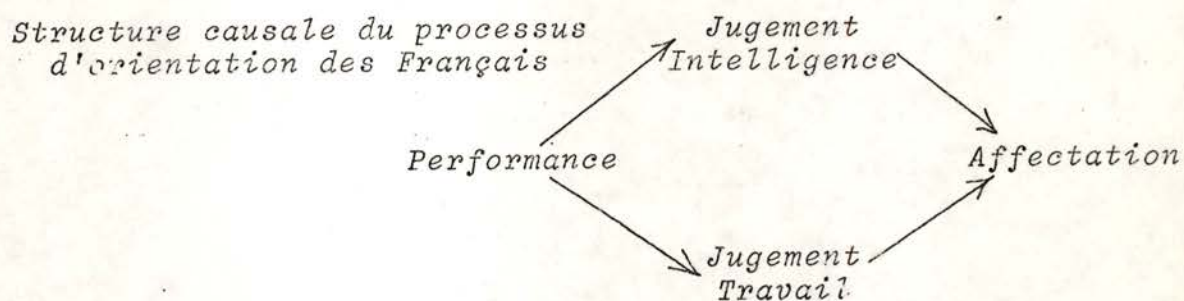 Structure causale du processus
d'orientation des Français
Jugement
Intelligence
Performance
Affectation
Jugement
Travail